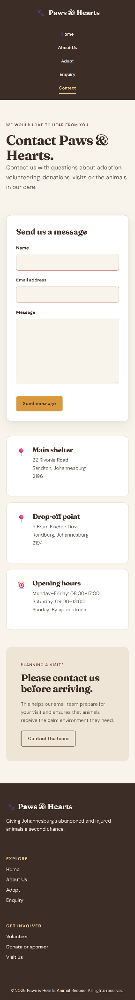 Paws & Hearts
Home
About Us
Adopt
Enquiry
Contact
WE WOULD LOVE TO HEAR FROM YOU
Contact Paws &
Hearts.
Contact us with questions about adoption,
volunteering, donations, visits or the animals
in our care.
Send us a message
Name
Email address
Message
Send message
Main shelter
22 Rivonia Road
Sandton, Johannesburg
2196
Drop-off point
5 Bram Fischer Drive
Randburg, Johannesburg
2194
Opening hours
Monday–Friday: 08:00–17:00
Saturday: 09:00–13:00
Sunday: By appointment
PLANNING A VISIT?
Please contact us
before arriving.
This helps our small team prepare for
your visit and ensures that animals
receive the calm environment they need.
Contact the team
Paws & Hearts
Giving Johannesburg's abandoned and injured
animals a second chance.
EXPLORE
Home
About Us
Adopt
Enquiry
GET INVOLVED
Volunteer
Donate or sponsor
Visit us
© 2026 Paws & Hearts Animal Rescue. All rights reserved.